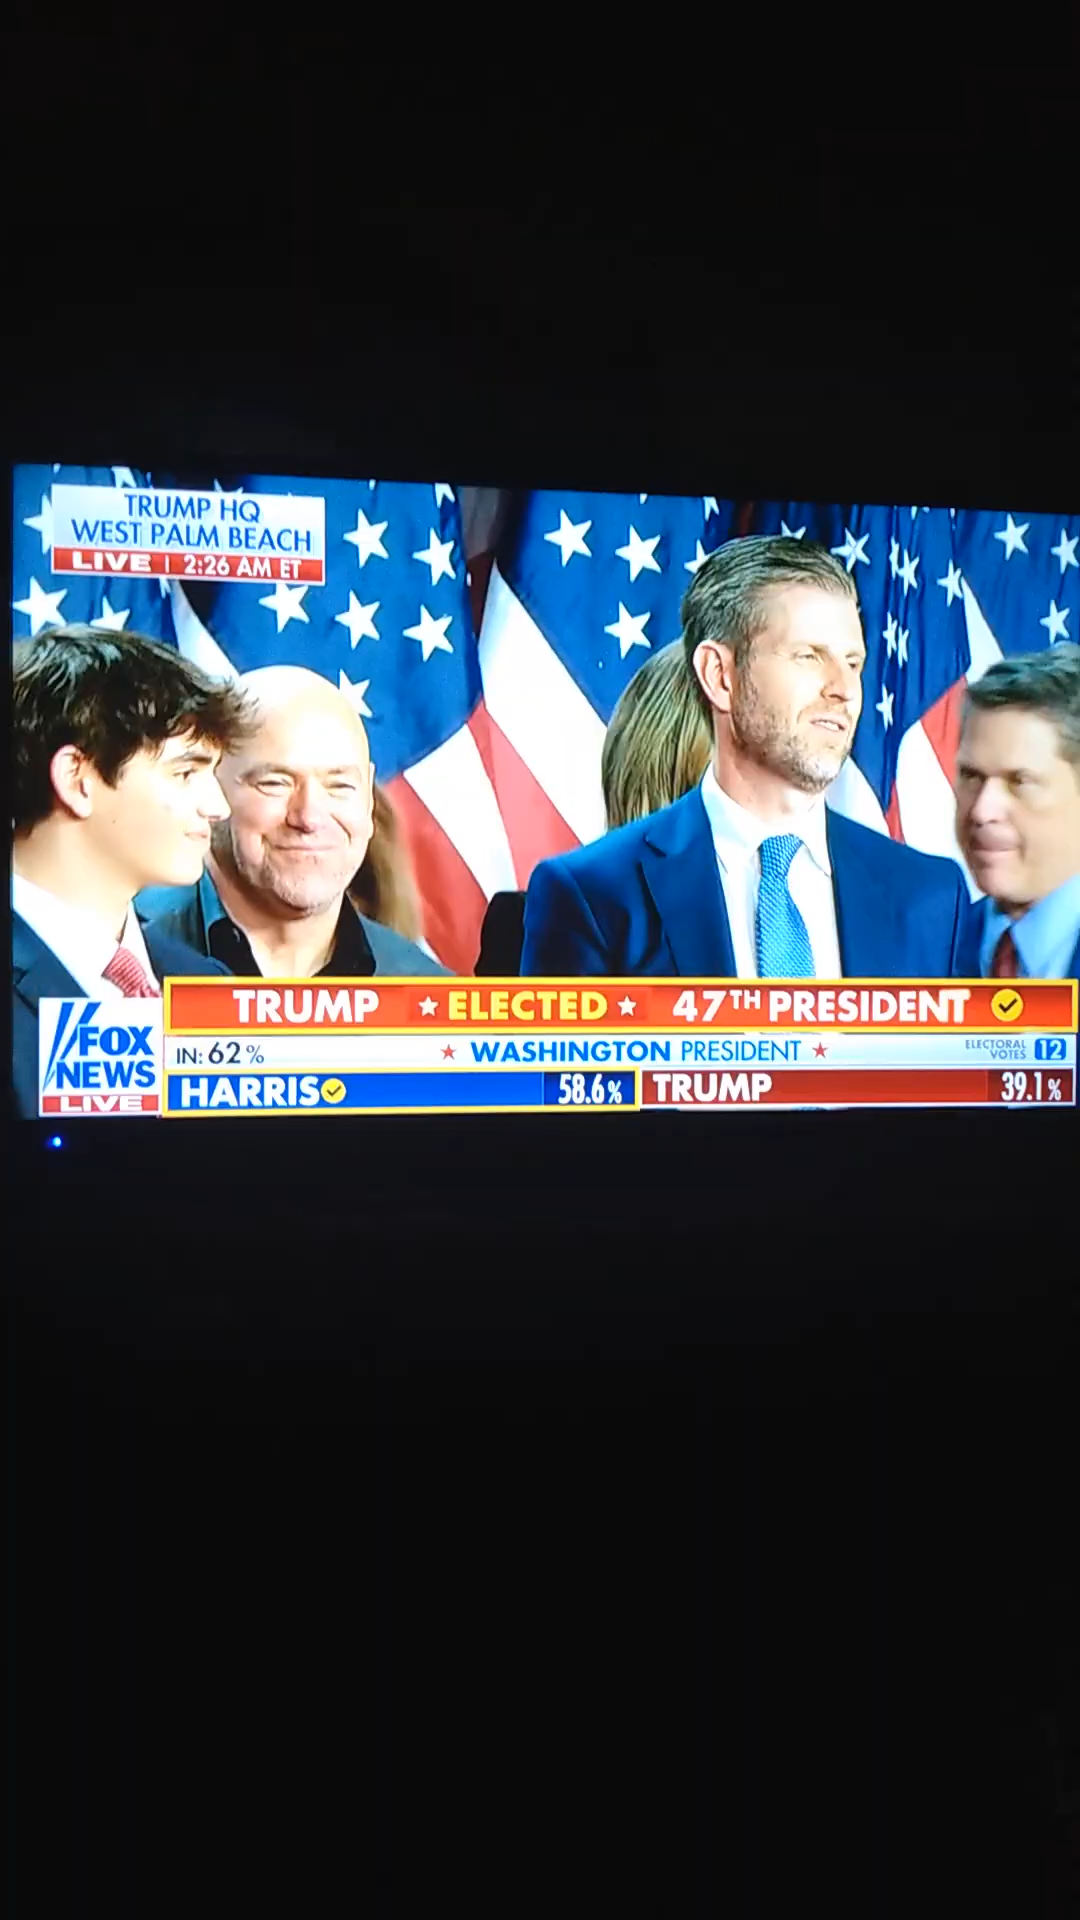 TRUMP HQ
WEST PALM BEACH
LIVE | 2:26 AM ET
TRUMP ★ ELECTED ★ 47TH PRESIDENT
FOX
NEWS
LIVE
IN: 62% ★ WASHINGTON PRESIDENT ★ ELECTORAL VOTES 12
HARRIS 58.6% TRUMP 39.1%